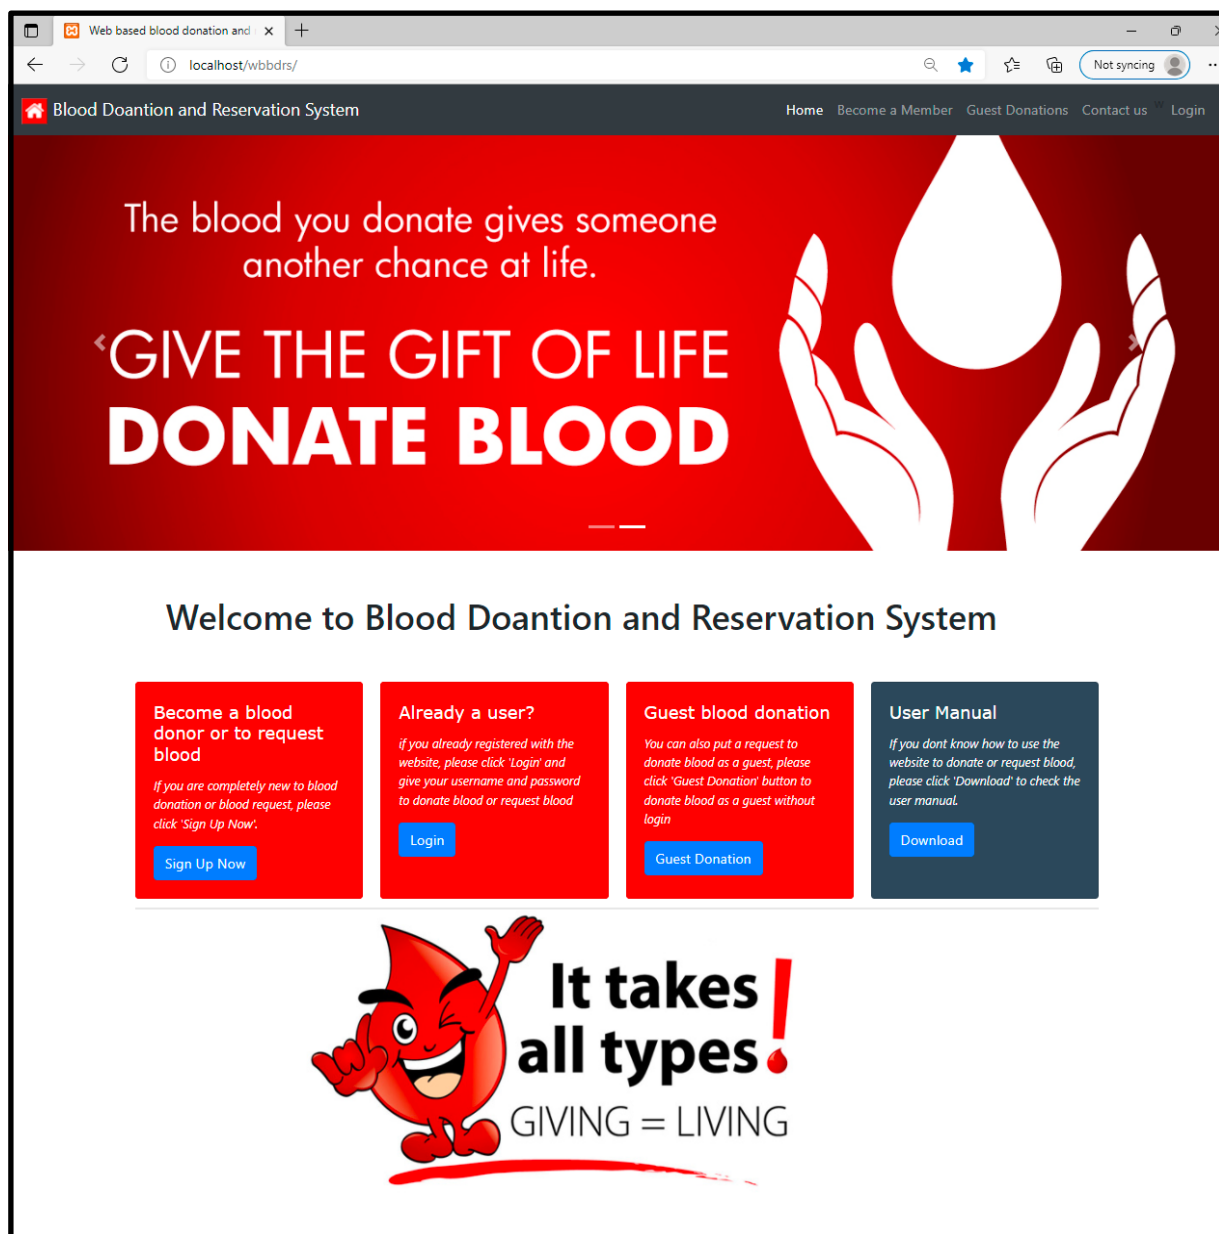 Web based blood donation and
localhost/wbbdrs/
Not syncing
Blood Doantion and Reservation System
Home Become a Member Guest Donations Contact us w Login
The blood you donate gives someone
another chance at life.
GIVE THE GIFT OF LIFE
DONATE BLOOD
Welcome to Blood Doantion and Reservation System
Become a blood
donor or to request
blood
If you are completely new to blood
donation or blood request, please
click 'Sign Up Now'.
Sign Up Now
Already a user?
if you already registered with the
website, please click 'Login' and
give your username and password
to donate blood or request blood
Login
Guest blood donation
You can also put a request to
donate blood as a guest, please
click 'Guest Donation' button to
donate blood as a guest without
login
Guest Donation
User Manual
If you dont know how to use the
website to donate or request blood,
please click 'Download' to check the
user manual.
Download
It takes
all types!
GIVING = LIVING